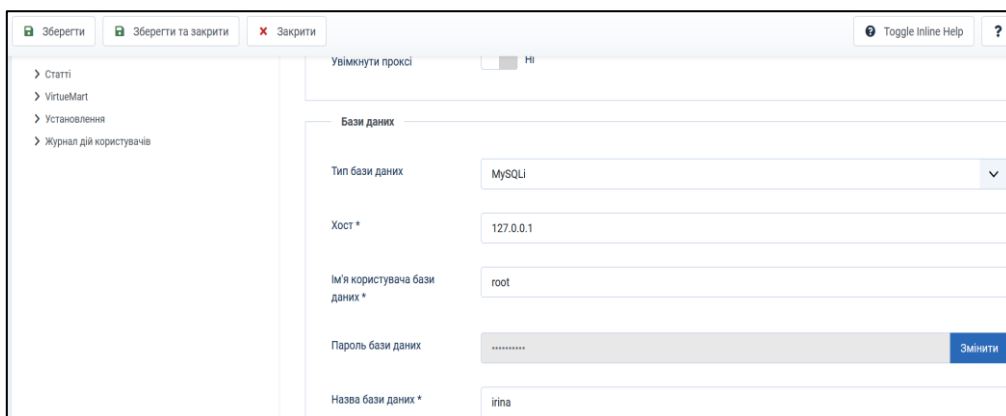 Зберегти
Зберегти та закрити
Закрити
Toggle Inline Help
?
Увімкнути проксі
Ні
Статті
VirtueMart
Установлення
Журнал дій користувачів
Бази даних
Тип бази даних
MySQLi
Хост *
127.0.0.1
Ім'я користувача бази
даних *
root
Пароль бази даних
••••••••••
Змінити
Назва бази даних *
irina